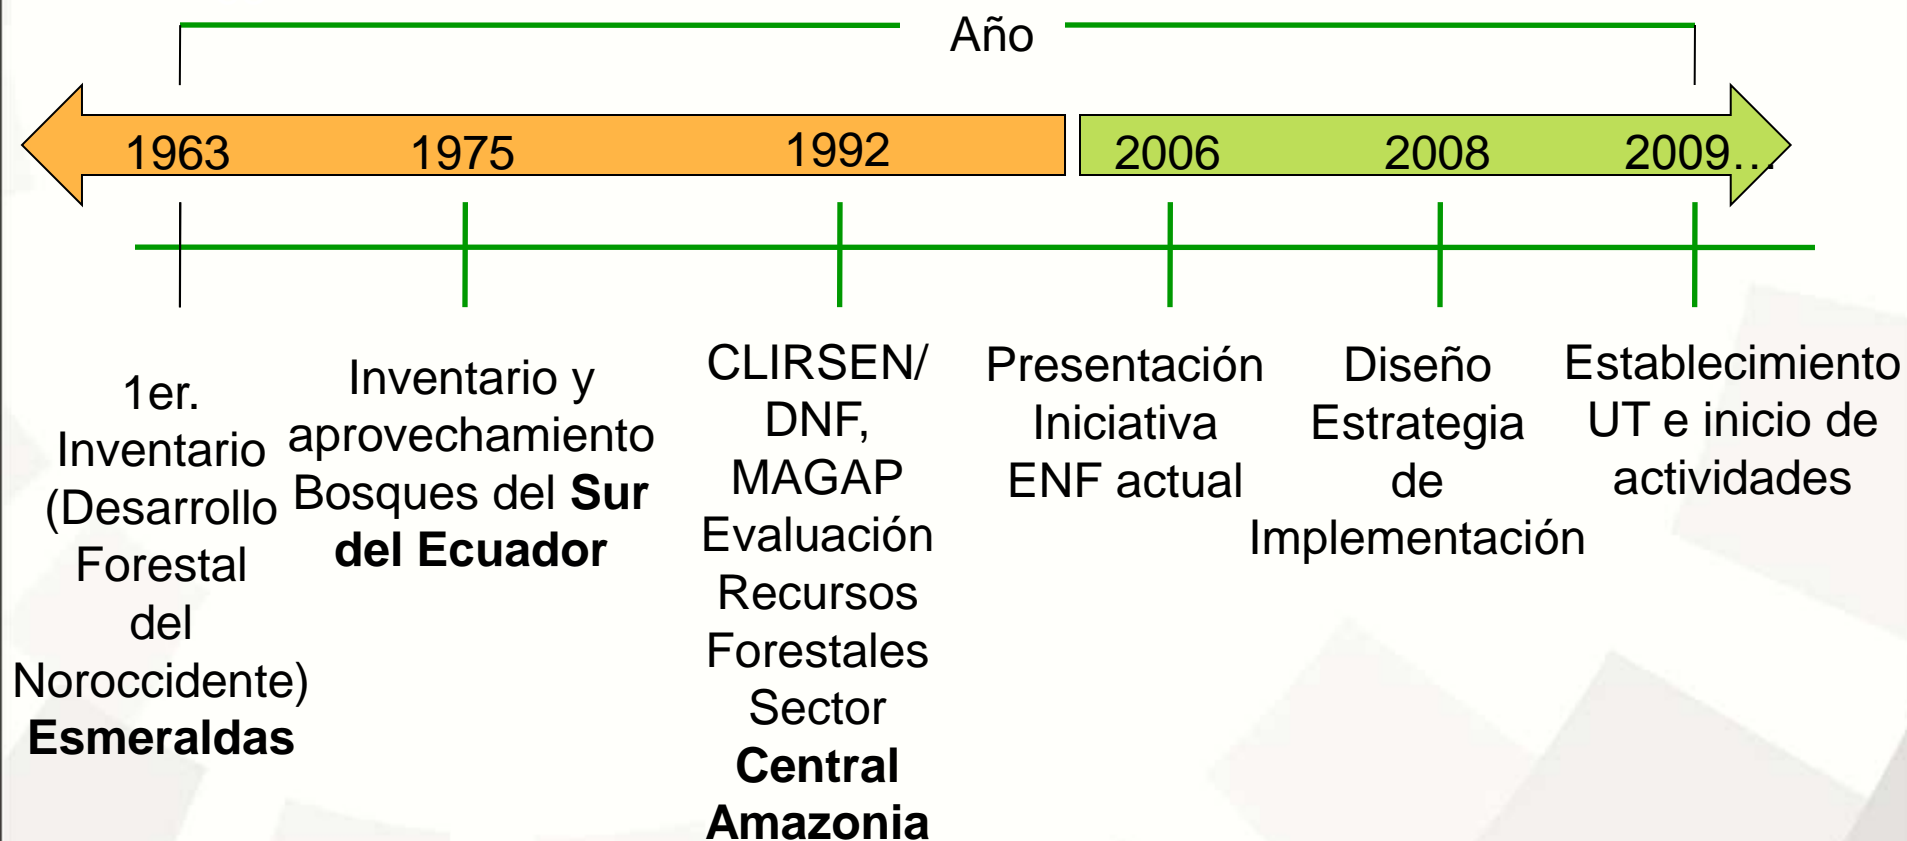 Año
1963
1975
1992
2006
2008
2009…
1er.
Inventario
(Desarrollo
Forestal
del
Noroccidente)
Esmeraldas
Inventario y
aprovechamiento
Bosques del Sur
del Ecuador
CLIRSEN/
DNF,
MAGAP
Evaluación
Recursos
Forestales
Sector
Central
Amazonia
Presentación
Iniciativa
ENF actual
Diseño
Estrategia
de
Implementación
Establecimiento
UT e inicio de
actividades